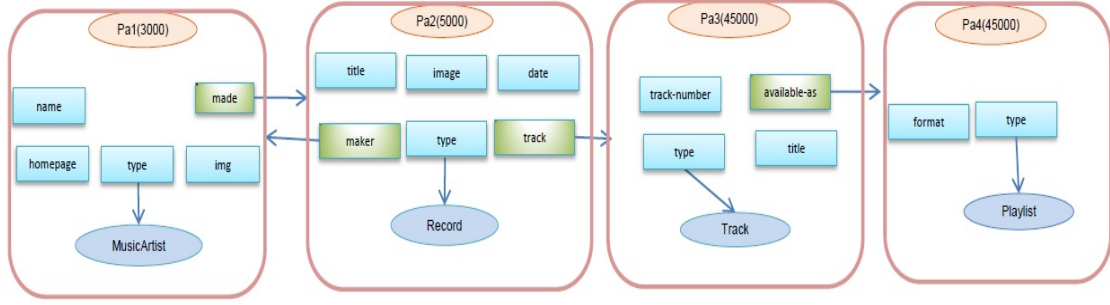 Pa1(3000)
made
name
homepage
type
img
MusicArtist
Pa2(5000)
title
image
date
maker
type
track
Record
Pa3(45000)
track-number
available-as
type
title
Track
Pa4(45000)
format
type
Playlist